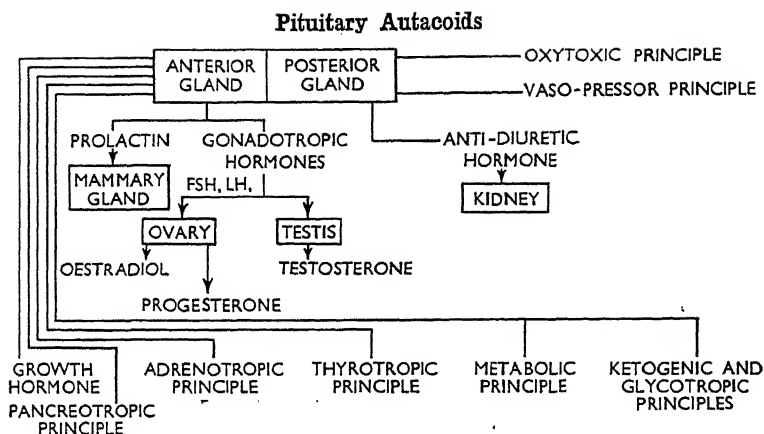 Pituitary Autacoids
ANTERIOR
GLAND
POSTERIOR
GLAND
OXYTOXIC PRINCIPLE
VASO-PRESSOR PRINCIPLE
PROLACTIN
GONADOTROPIC
HORMONES
ANTI-DIURETIC
HORMONE
MAMMARY
GLAND
FSH, LH,
KIDNEY
OVARY
TESTIS
OESTRADIOL
TESTOSTERONE
PROGESTERONE
GROWTH
HORMONE
PANCREOTROPIC
PRINCIPLE
ADRENOTROPIC
PRINCIPLE
THYROTROPIC
PRINCIPLE
METABOLIC
PRINCIPLE
KETOGENIC AND
GLYCOTROPIC
PRINCIPLES